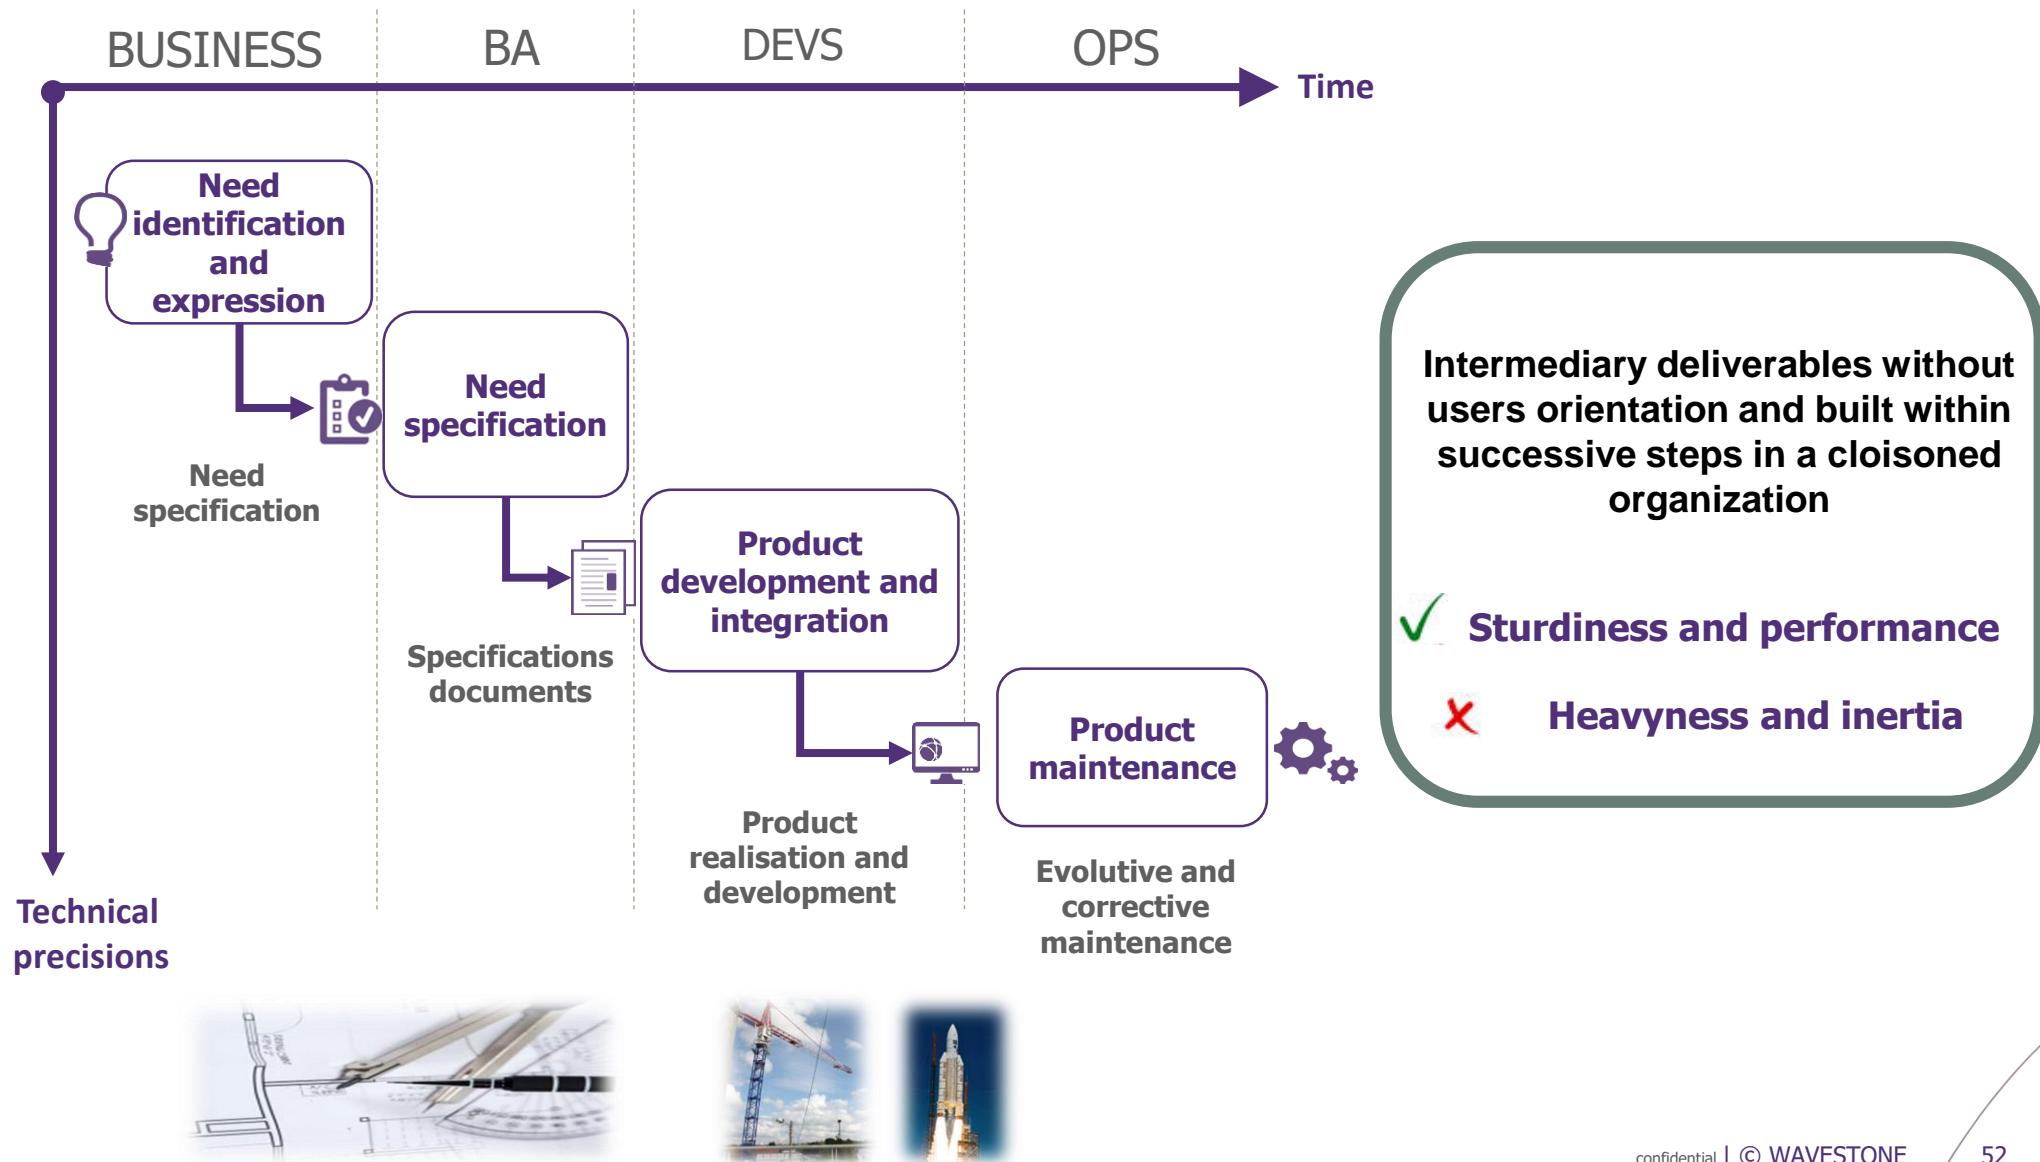 BUSINESS
BA
DEVS
OPS
Time
Need
identification
and
expression
Need
specification
Need
specification
Specifications
documents
Product
development and
integration
Product
realisation and
development
Product
maintenance
Evolutive and
corrective
maintenance
Technical
precisions
Intermediary deliverables without
users orientation and built within
successive steps in a cloisoned
organization
Sturdiness and performance
Heavyness and inertia
confidential | © WAVESTONE 52